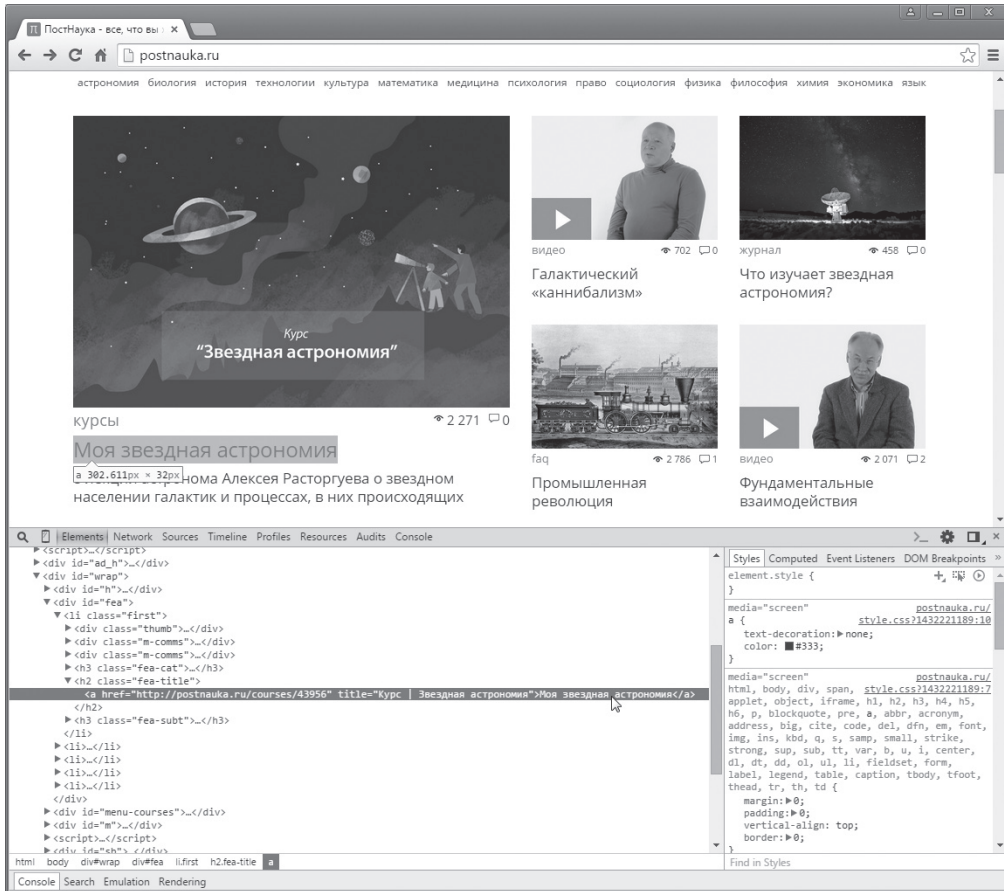 ПостНаука - все, что вы
postnauka.ru
астрономия биология история технологии культура математика медицина психология право социология физика философия химия экономика язык
Курс
“Звездная астрономия”
курсы 2 271 0
Моя звездная астрономия
a 302.611px × 32px
нома Алексея Расторгуева о звездном
населении галактик и процессах, в них происходящих
видео 702 0
Галактический
«каннибализм»
журнал 458 0
Что изучает звездная
астрономия?
faq 2 786 1
Промышленная
революция
видео 2 071 2
Фундаментальные
взаимодействия
Elements Network Sources Timeline Profiles Resources Audits Console
▶<script>…</script>
▶<div id="ad_h">…</div>
▼<div id="wrap">
▶<div id="h">…</div>
▼<div id="fea">
▼<li class="first">
▶<div class="thumb">…</div>
▶<div class="m-comms">…</div>
▶<div class="m-comms">…</div>
▶<h3 class="fea-cat">…</h3>
▼<h2 class="fea-title">
<a href="http://postnauka.ru/courses/43956" title="Курс | Звездная астрономия">Моя звездная астрономия</a>
</h2>
▶<h3 class="fea-subt">…</h3>
</li>
▶<li>…</li>
▶<li>…</li>
▶<li>…</li>
▶<li>…</li>
</div>
▶<div id="menu-courses">…</div>
▶<div id="m">…</div>
▶<script>…</script>
▶<div id="sb">…</div>
html body div#wrap div#fea li.first h2.fea-title a
Styles Computed Event Listeners DOM Breakpoints »
element.style {
}
media="screen" postnauka.ru/
a { style.css?1432221189:10
text-decoration:▶none;
color: #333;
}
media="screen" postnauka.ru/
html, body, div, span, style.css?1432221189:7
applet, object, iframe, h1, h2, h3, h4, h5,
h6, p, blockquote, pre, a, abbr, acronym,
address, big, cite, code, del, dfn, em, font,
img, ins, kbd, q, s, samp, small, strike,
strong, sup, sub, tt, var, b, u, i, center,
dl, dt, dd, ol, ul, li, fieldset, form,
label, legend, table, caption, tbody, tfoot,
thead, tr, th, td {
margin:▶0;
padding:▶0;
vertical-align: top;
border:▶0;
}
Find in Styles
Console Search Emulation Rendering